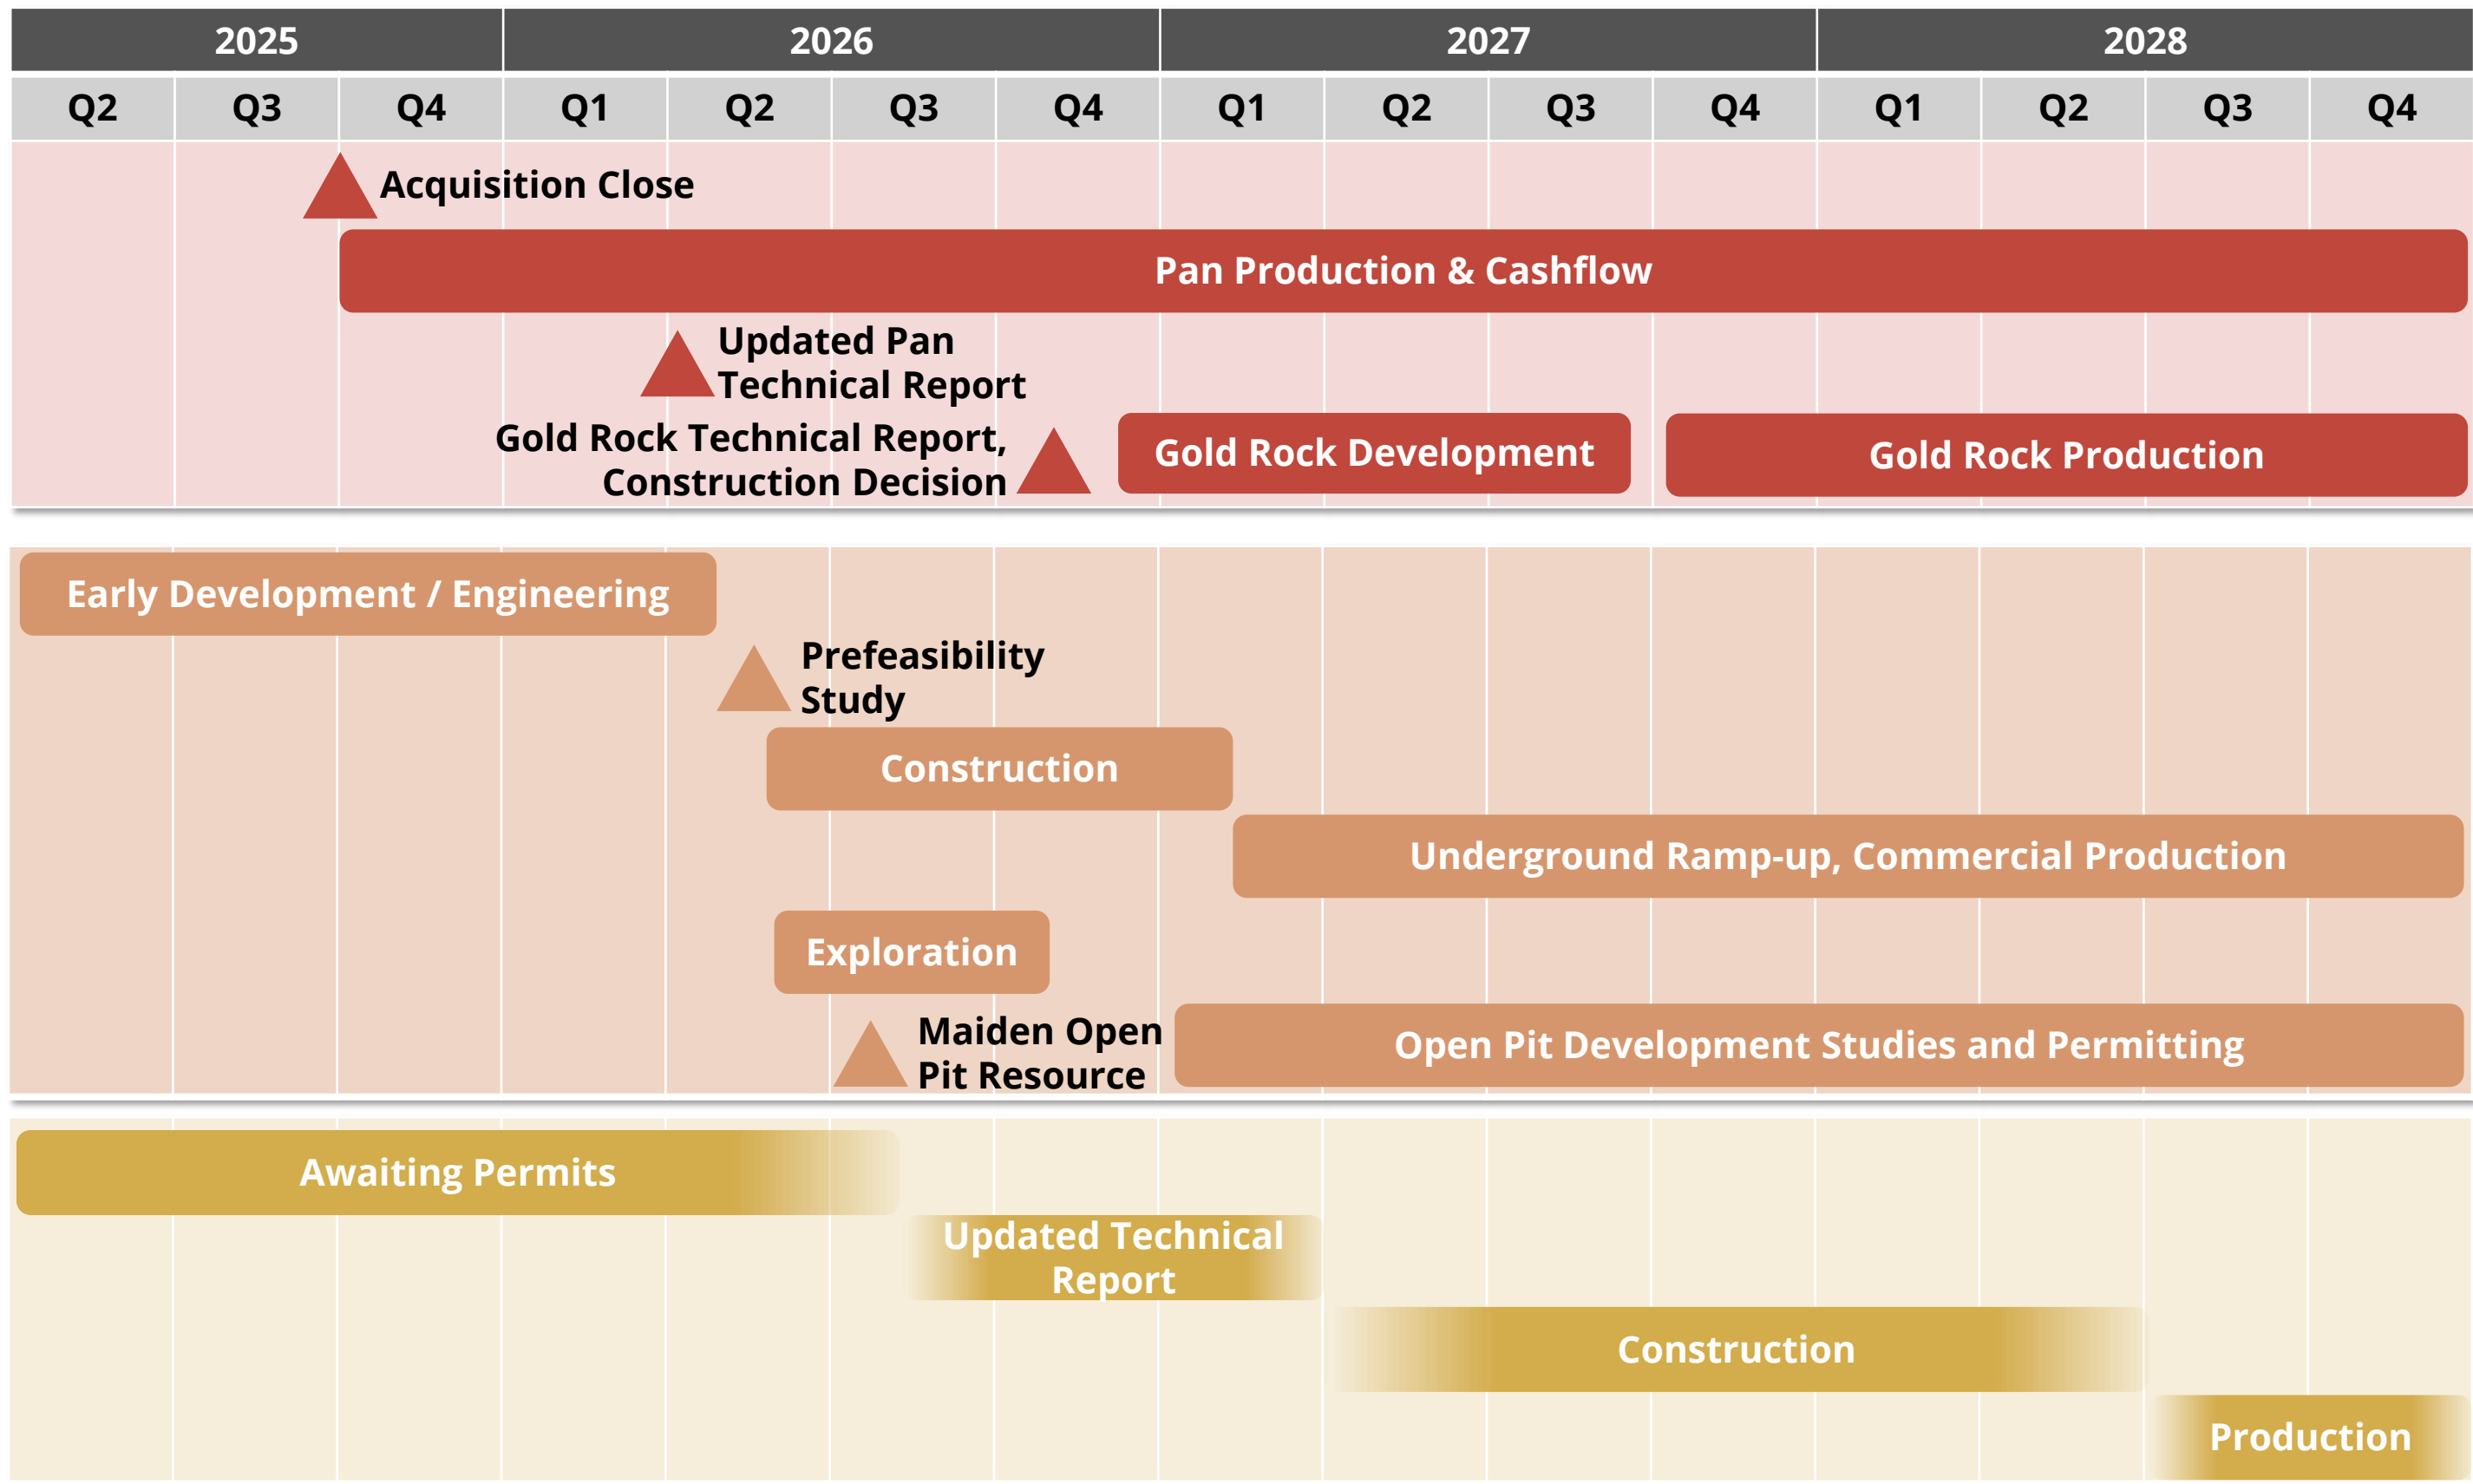 2025 2026 2027 2028
Q2 Q3 Q4 Q1 Q2 Q3 Q4 Q1 Q2 Q3 Q4 Q1 Q2 Q3 Q4
Acquisition Close
Pan Production & Cashflow
Updated Pan
Technical Report
Gold Rock Technical Report,
Construction Decision
Gold Rock Development
Gold Rock Production
Early Development / Engineering
Prefeasibility
Study
Construction
Underground Ramp-up, Commercial Production
Exploration
Maiden Open
Pit Resource
Open Pit Development Studies and Permitting
Awaiting Permits
Updated Technical
Report
Construction
Production